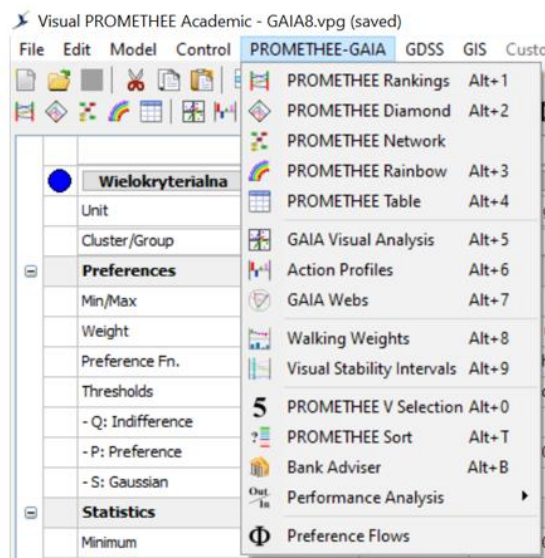 Visual PROMETHEE Academic - GAIA8.vpg (saved)
File Edit Model Control PROMETHEE-GAIA GDSS GIS
PROMETHEE Rankings Alt+1
PROMETHEE Diamond Alt+2
PROMETHEE Network
PROMETHEE Rainbow Alt+3
PROMETHEE Table Alt+4
GAIA Visual Analysis Alt+5
Action Profiles Alt+6
GAIA Webs Alt+7
Walking Weights Alt+8
Visual Stability Intervals Alt+9
5 PROMETHEE V Selection Alt+0
?
PROMETHEE Sort Alt+T
Bank Adviser Alt+B
Out In Performance Analysis
Φ Preference Flows
Wielokryterialna
Unit
Cluster/Group
Preferences
Min/Max
Weight
Preference Fn.
Thresholds
- Q: Indifference
- P: Preference
- S: Gaussian
Statistics
Minimum